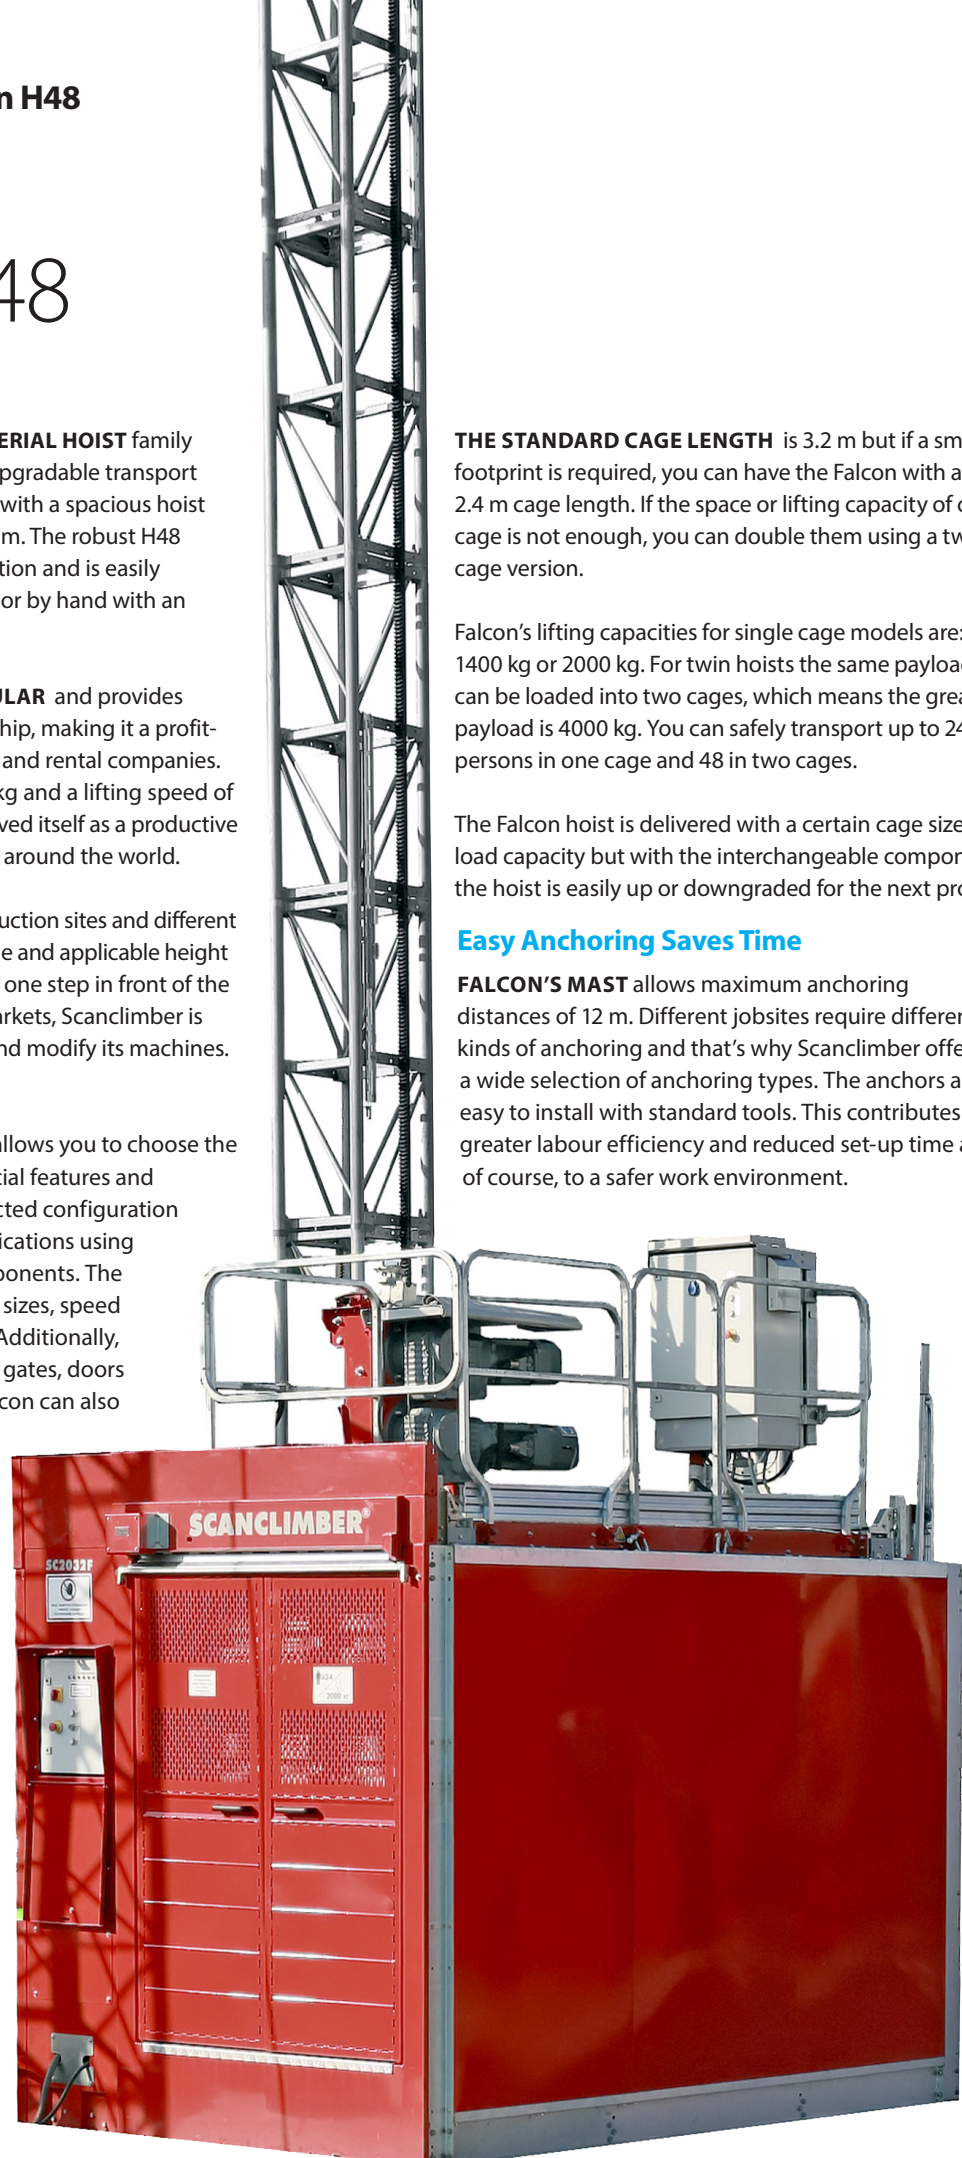 n H48
48
ERIAL HOIST family
pgradable transport
with a spacious hoist
m. The robust H48
tion and is easily
or by hand with an
ULAR and provides
hip, making it a profit-
and rental companies.
kg and a lifting speed of
ved itself as a productive
around the world.
uction sites and different
e and applicable height
one step in front of the
arkets, Scanclimber is
nd modify its machines.
allows you to choose the
cial features and
cted configuration
ications using
ponents. The
sizes, speed
Additionally,
gates, doors
lcon can also
THE STANDARD CAGE LENGTH is 3.2 m but if a sm
footprint is required, you can have the Falcon with a
2.4 m cage length. If the space or lifting capacity of
cage is not enough, you can double them using a tw
cage version.
Falcon’s lifting capacities for single cage models are:
1400 kg or 2000 kg. For twin hoists the same payloa
can be loaded into two cages, which means the grea
payload is 4000 kg. You can safely transport up to 24
persons in one cage and 48 in two cages.
The Falcon hoist is delivered with a certain cage size
load capacity but with the interchangeable compon
the hoist is easily up or downgraded for the next pro
Easy Anchoring Saves Time
FALCON’S MAST allows maximum anchoring
distances of 12 m. Different jobsites require differen
kinds of anchoring and that’s why Scanclimber offe
a wide selection of anchoring types. The anchors a
easy to install with standard tools. This contributes
greater labour efficiency and reduced set-up time a
of course, to a safer work environment.
SCANCLIMBER®
SC2032F
x24
2000 кг